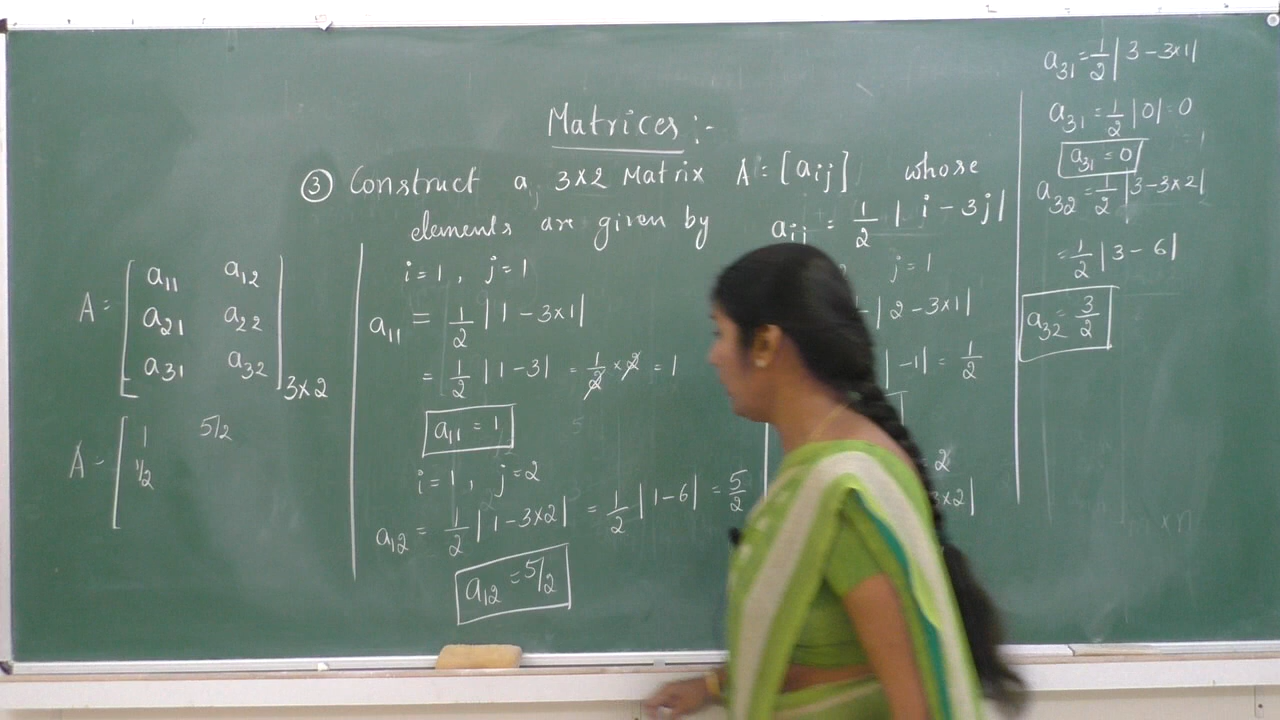 Matrices :-
③ Construct a 3×2 Matrix A = [aij] whose
elements are given by aij = 1/2 | i - 3j |
A = [ a11 a12
a21 a22
a31 a32 ] 3×2
A = [ 1 5/2
1/2
i = 1 , j = 1
a11 = 1/2 | 1 - 3×1 |
= 1/2 | 1 - 3 | = 1/2 × 2 = 1
a11 = 1
i = 1 , j = 2
a12 = 1/2 | 1 - 3×2 | = 1/2 | 1 - 6 | = 5/2
a12 = 5/2
j = 1
| 2 - 3×1 |
| -1 | = 1/2
= 2
3×2 |
a31 = 1/2 | 3 - 3×1 |
a31 = 1/2 | 0 | = 0
a31 = 0
a32 = 1/2 | 3 - 3×2 |
= 1/2 | 3 - 6 |
a32 = 3/2
m × n